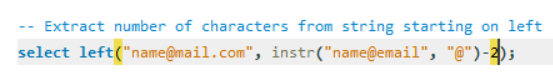 -- Extract number of characters from string starting on left
select left("name@mail.com", instr("name@email", "@")-2);